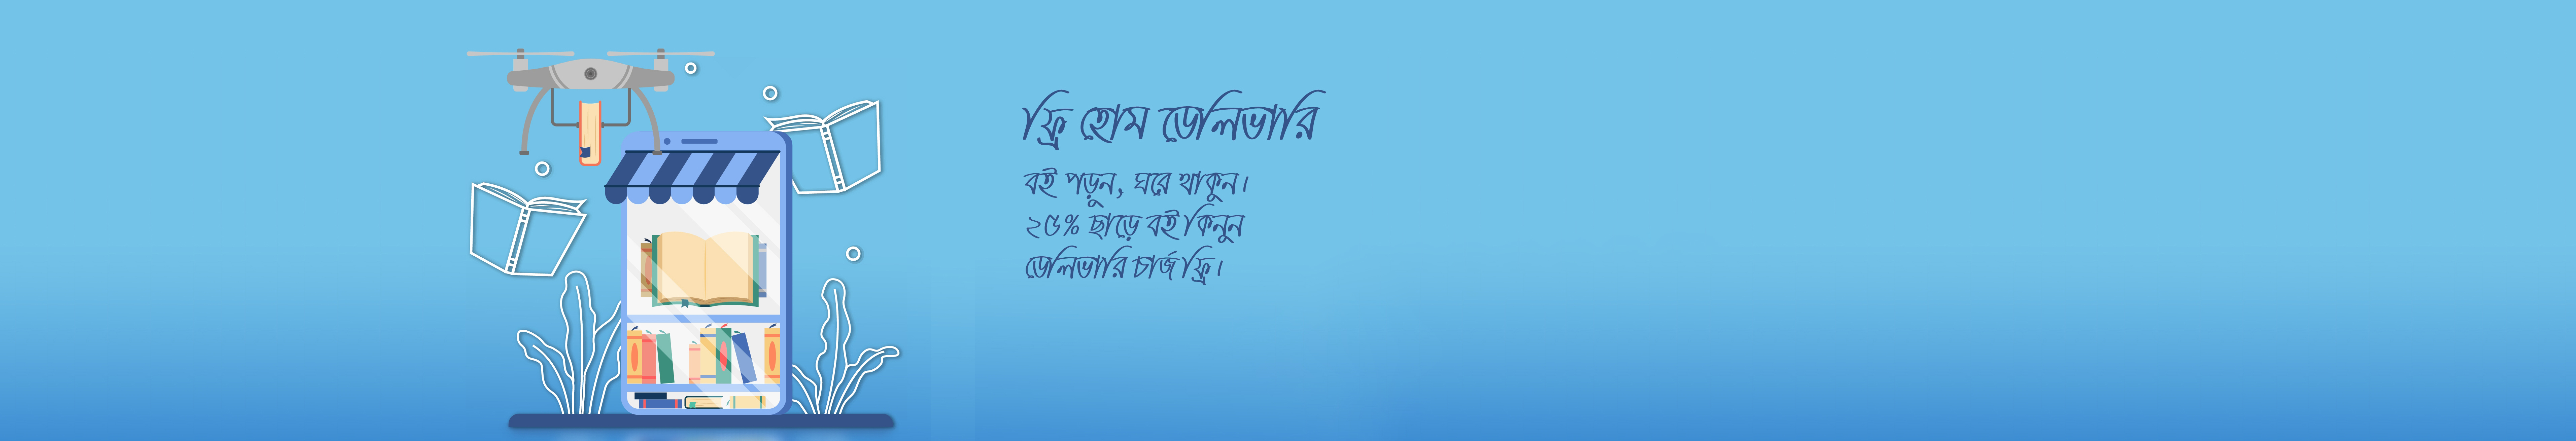 ফ্রি হোম ডেলিভারি
বই পড়ুন, ঘরে থাকুন।
২৫% ছাড়ে বই কিনুন
ডেলিভারি চার্জ ফ্রি।